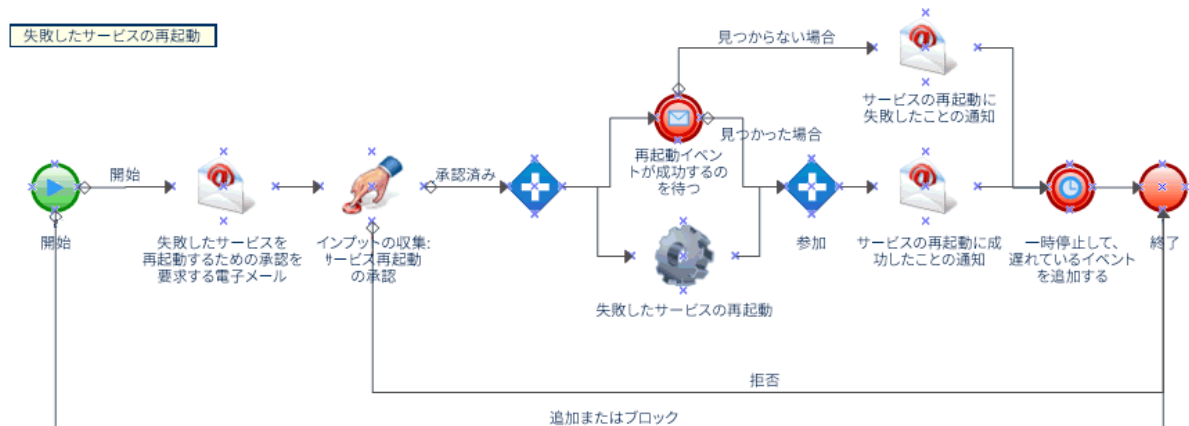 失敗したサービスの再起動
見つからない場合
サービスの再起動に
失敗したことの通知
見つかった場合
再起動イベン
トが成功するの
を待つ
開始
承認済み
開始
失敗したサービスを
再起動するための承認を
要求する電子メール
インプットの収集:
サービス再起動
の承認
参加
サービスの再起動に成
功したことの通知
一時停止して、
遅れているイベント
を追加する
終了
失敗したサービスの再起動
拒否
追加またはブロック